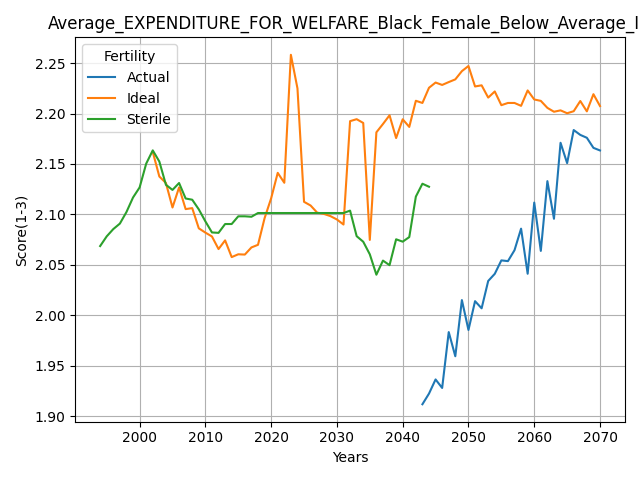 Average_EXPENDITURE_FOR_WELFARE_Black_Female_Below_Average_I
Fertility
Actual
Ideal
Sterile
Score(1-3)
2.25
2.20
2.15
2.10
2.05
2.00
1.95
1.90
2000 2010 2020 2030 2040 2050 2060 2070
Years